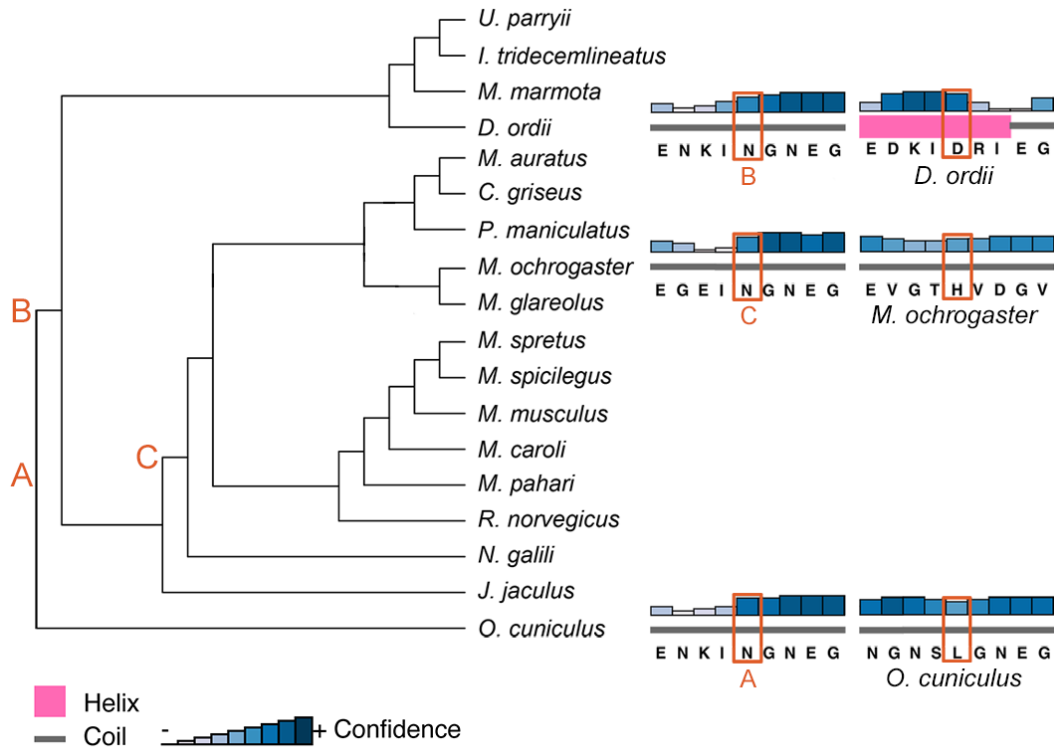 U. parryii
I. tridecemlineatus
M. marmota
D. ordii
M. auratus
C. griseus
P. maniculatus
M. ochrogaster
M. glareolus
M. spretus
M. spicilegus
M. musculus
M. caroli
M. pahari
R. norvegicus
N. galili
J. jaculus
O. cuniculus
B
A
C
E N K I N G N E G
B
E D K I D R I E G
D. ordii
E G E I N G N E G
C
E V G T H V D G V
M. ochrogaster
E N K I N G N E G
A
N G N S L G N E G
O. cuniculus
Helix
Coil
- + Confidence